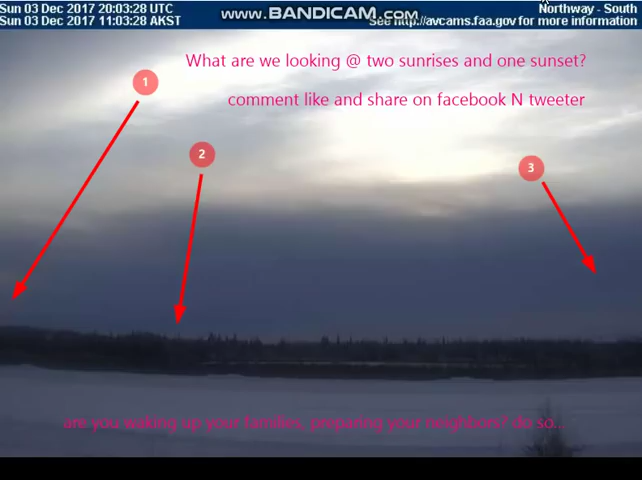 Sun 03 Dec 2017 20:03:28 UTC
www.BANDICAM.com
Northway - South
Sun 03 Dec 2017 11:03:28 AKST
See http://avcams.faa.gov for more information
What are we looking @ two sunrises and one sunset?
1
comment like and share on facebook N tweeter
2
3
are you waking up your families, preparing your neighbors? do so...